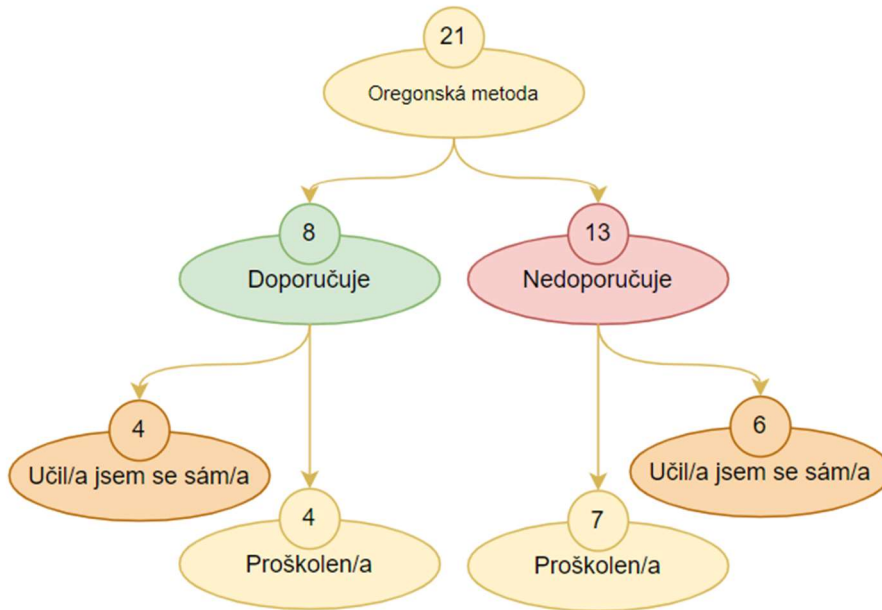 21
Oregonská metoda
8
Doporučuje
13
Nedoporučuje
4
Učil/a jsem se sám/a
4
Proškolen/a
7
Proškolen/a
6
Učil/a jsem se sám/a